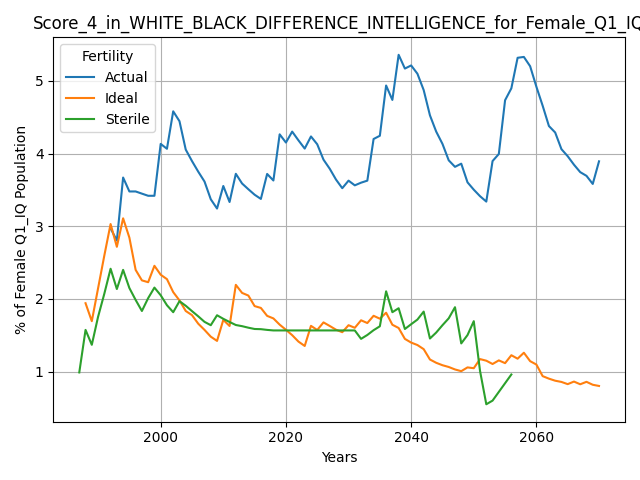 Score_4_in_WHITE_BLACK_DIFFERENCE_INTELLIGENCE_for_Female_Q1_IQ
Fertility
Actual
Ideal
Sterile
5
4
3
2
1
% of Female Q1_IQ Population
2000 2020 2040 2060
Years